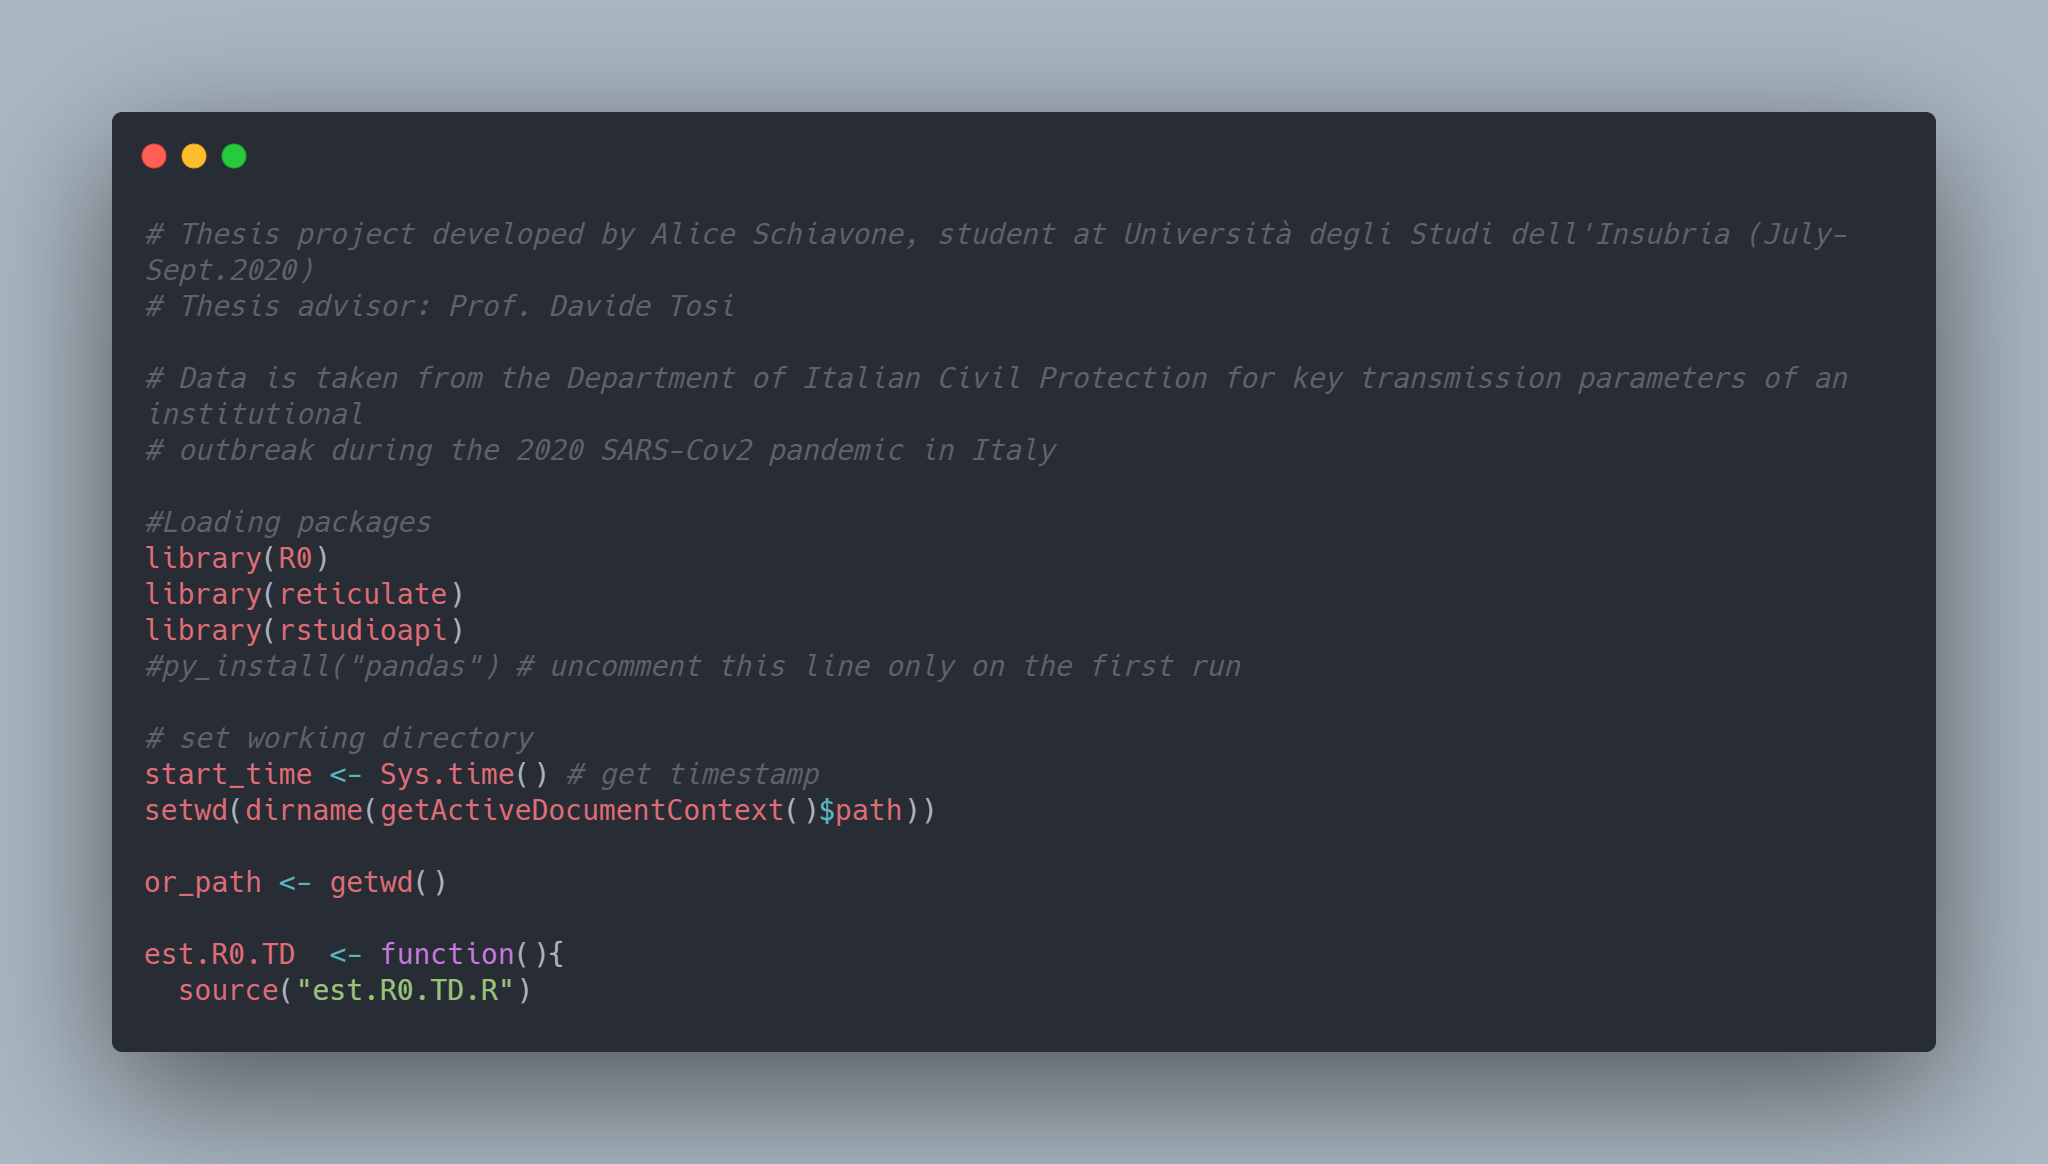 # Thesis project developed by Alice Schiavone, student at Università degli Studi dell'Insubria (July-
Sept.2020)
# Thesis advisor: Prof. Davide Tosi

# Data is taken from the Department of Italian Civil Protection for key transmission parameters of an
institutional
# outbreak during the 2020 SARS-Cov2 pandemic in Italy

#Loading packages
library(R0)
library(reticulate)
library(rstudioapi)
#py_install("pandas") # uncomment this line only on the first run

# set working directory
start_time <- Sys.time() # get timestamp
setwd(dirname(getActiveDocumentContext()$path))

or_path <- getwd()

est.R0.TD  <- function(){
  source("est.R0.TD.R")